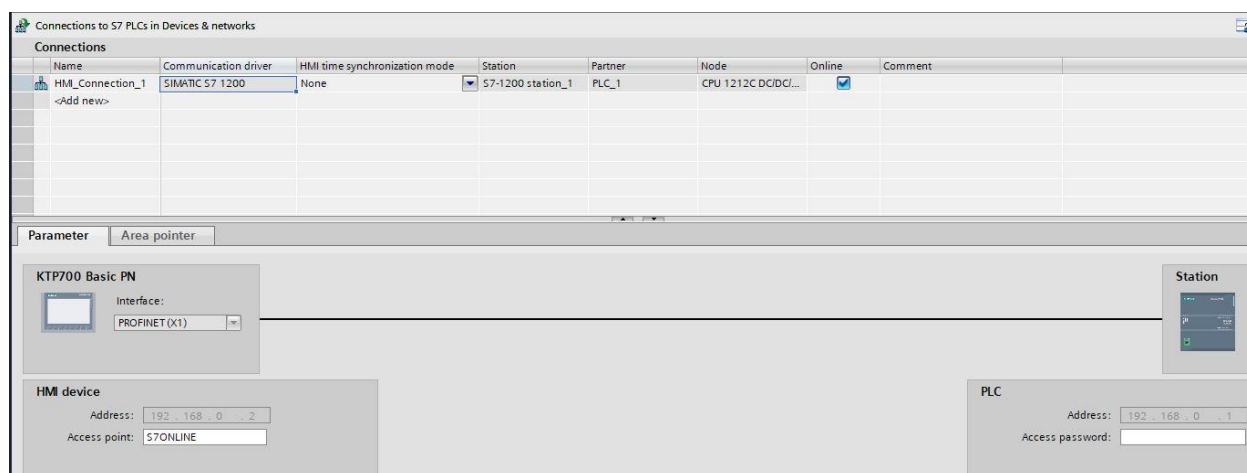 Connections to S7 PLCs in Devices & networks
Connections
Name Communication driver HMI time synchronization mode Station Partner Node Online Comment
HMI_Connection_1 SIMATIC S7 1200 None S7-1200 station_1 PLC_1 CPU 1212C DC/DC/...
<Add new>
Parameter Area pointer
KTP700 Basic PN
Interface:
PROFINET (X1)
Station
HMI device
Address: 192 . 168 . 0 . 2
Access point: S7ONLINE
PLC
Address: 192 . 168 . 0 . 1
Access password: